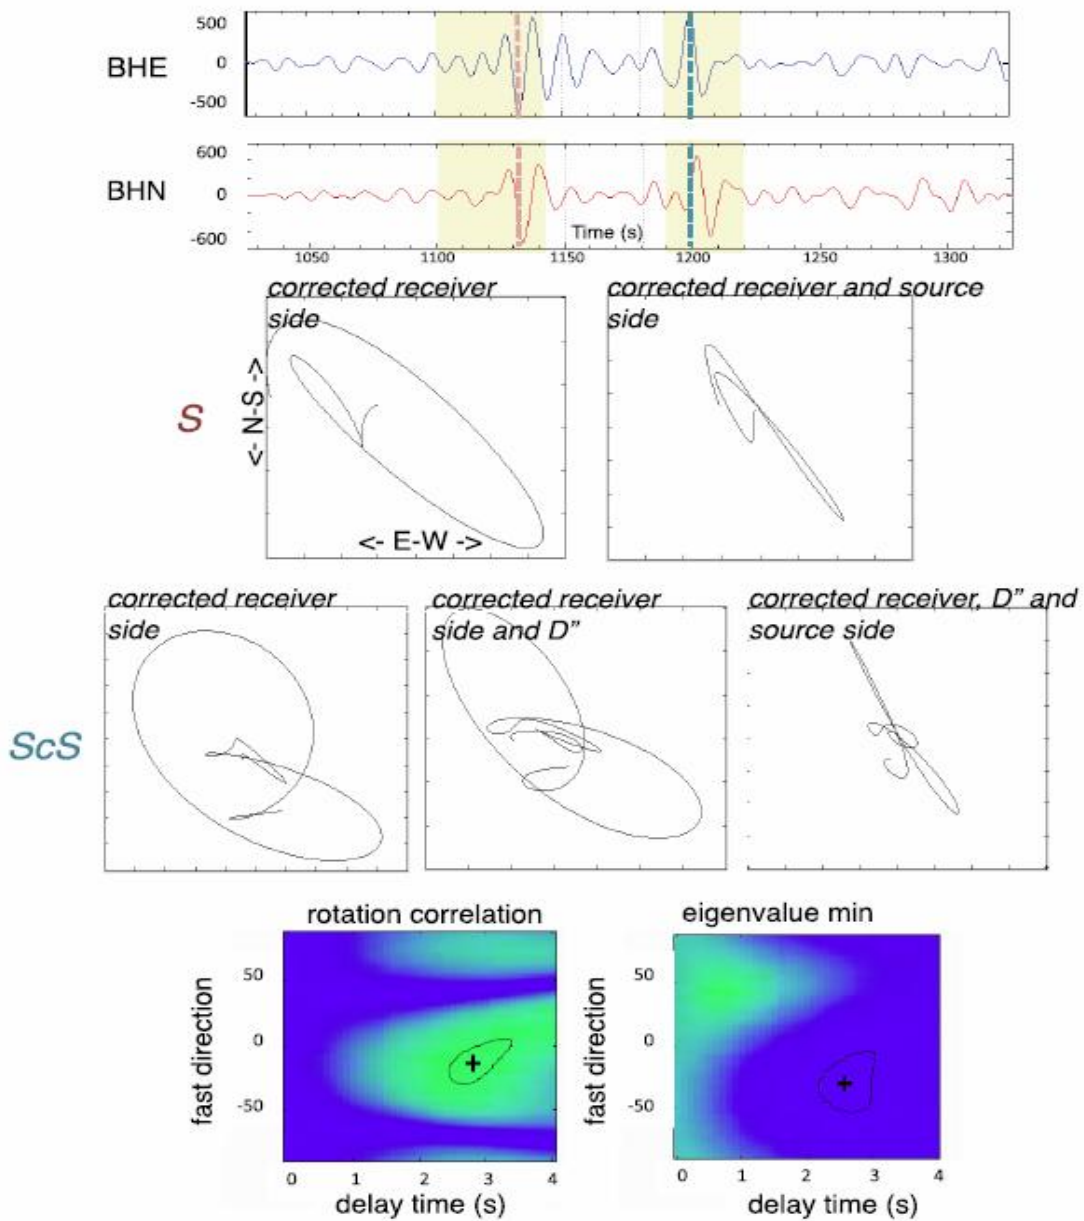 500
BHE
0
-500
600
BHN
0
-600
Time (s)
1050
1100
1150
1200
1250
1300
corrected receiver
side
corrected receiver and source
side
S
<- N-S ->
<- E-W ->
corrected receiver
side
corrected receiver
side and D"
corrected receiver, D" and
source side
ScS
rotation correlation
eigenvalue min
fast direction
50
0
-50
fast direction
50
0
-50
0 1 2 3 4
delay time (s)
0 1 2 3 4
delay time (s)